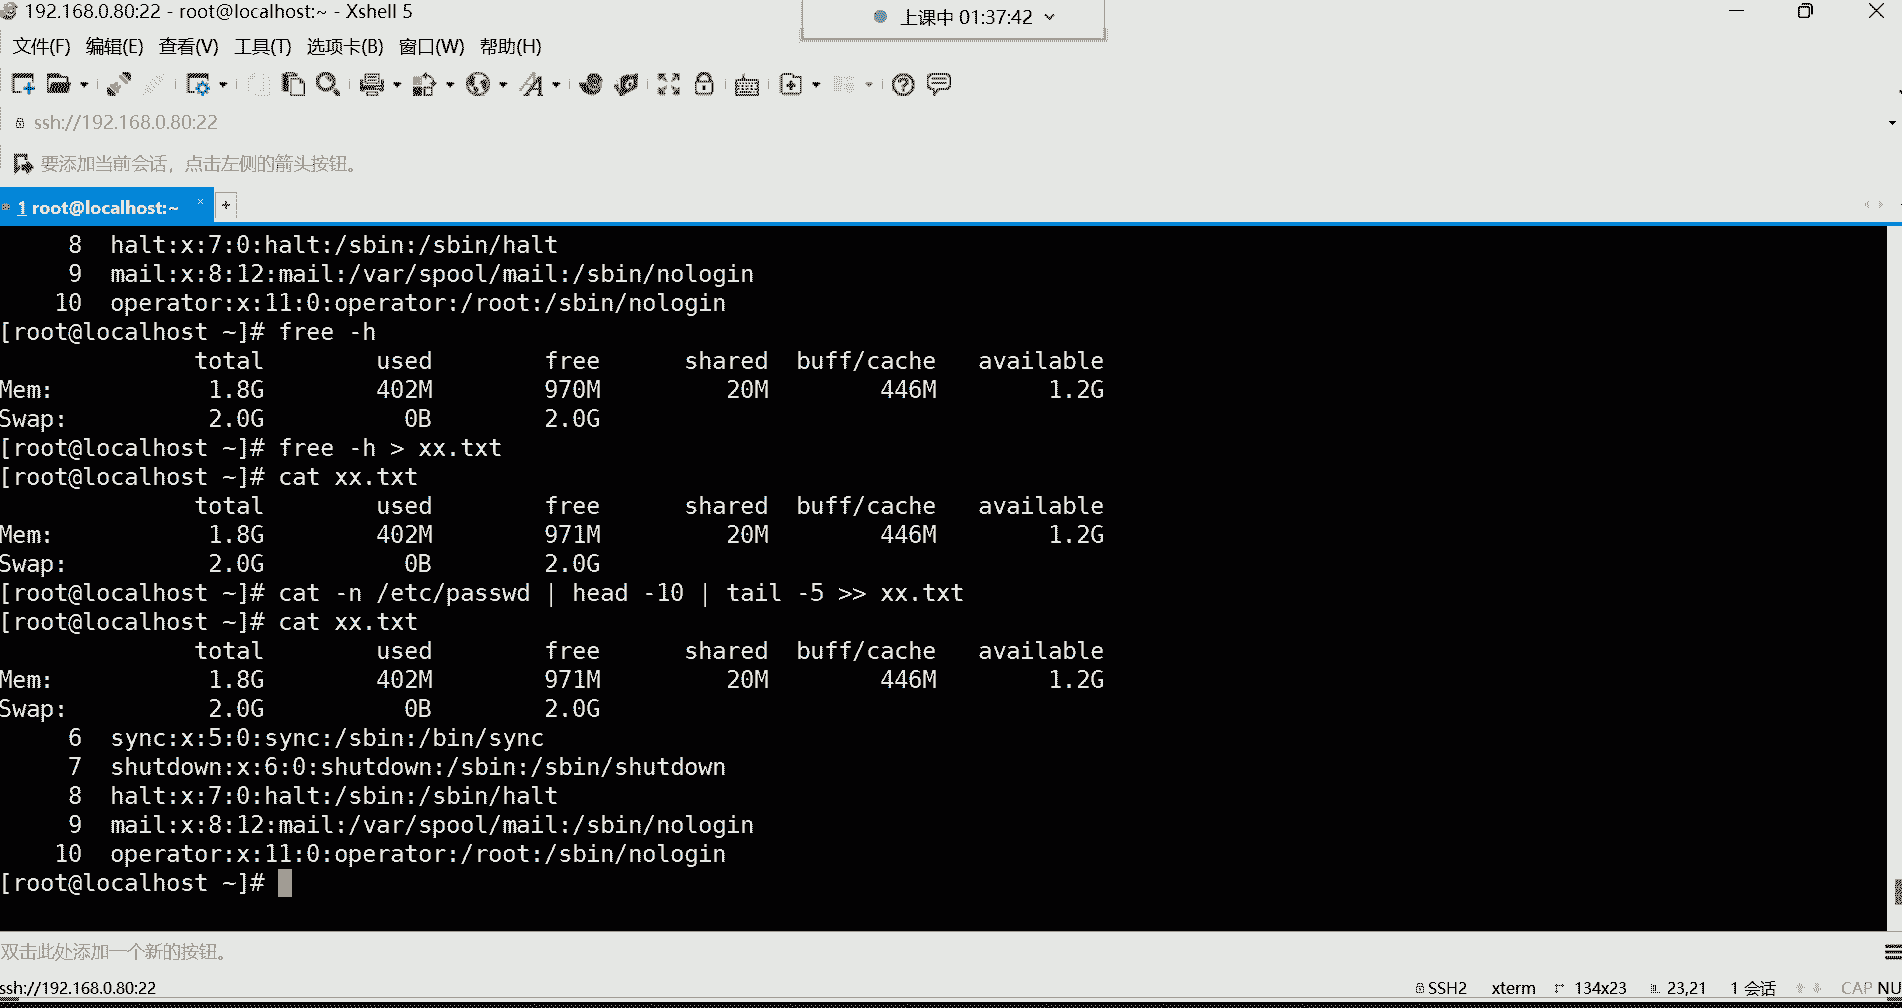 192.168.0.80:22 - root@localhost:~ - Xshell 5
上课中 01:37:42
文件(F) 编辑(E) 查看(V) 工具(T) 选项卡(B) 窗口(W) 帮助(H)
ssh://192.168.0.80:22
要添加当前会话，点击左侧的箭头按钮。
1 root@localhost:~ × +
8 halt:x:7:0:halt:/sbin:/sbin/halt
9 mail:x:8:12:mail:/var/spool/mail:/sbin/nologin
10 operator:x:11:0:operator:/root:/sbin/nologin
[root@localhost ~]# free -h
total used free shared buff/cache available
Mem: 1.8G 402M 970M 20M 446M 1.2G
Swap: 2.0G 0B 2.0G
[root@localhost ~]# free -h > xx.txt
[root@localhost ~]# cat xx.txt
total used free shared buff/cache available
Mem: 1.8G 402M 971M 20M 446M 1.2G
Swap: 2.0G 0B 2.0G
[root@localhost ~]# cat -n /etc/passwd | head -10 | tail -5 >> xx.txt
[root@localhost ~]# cat xx.txt
total used free shared buff/cache available
Mem: 1.8G 402M 971M 20M 446M 1.2G
Swap: 2.0G 0B 2.0G
6 sync:x:5:0:sync:/sbin:/bin/sync
7 shutdown:x:6:0:shutdown:/sbin:/sbin/shutdown
8 halt:x:7:0:halt:/sbin:/sbin/halt
9 mail:x:8:12:mail:/var/spool/mail:/sbin/nologin
10 operator:x:11:0:operator:/root:/sbin/nologin
[root@localhost ~]#
双击此处添加一个新的按钮。
ssh://192.168.0.80:22 SSH2 xterm 134x23 23,21 1 会话 CAP NU